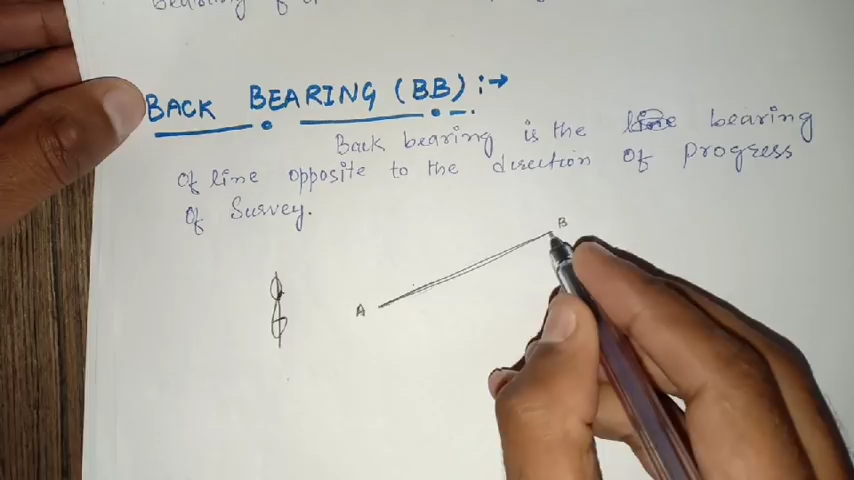 BACK BEARING (BB) :→
Back bearing is the line bearing
of line opposite to the direction of progress
of Survey.
B
A